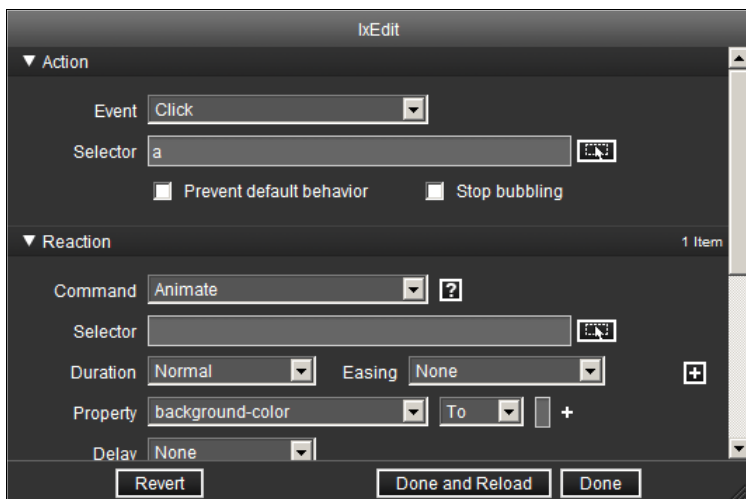 IxEdit
▼ Action
Event Click
Selector a
Prevent default behavior Stop bubbling
▼ Reaction 1 Item
Command Animate ?
Selector
Duration Normal Easing None +
Property background-color To +
Delay None
Revert Done and Reload Done